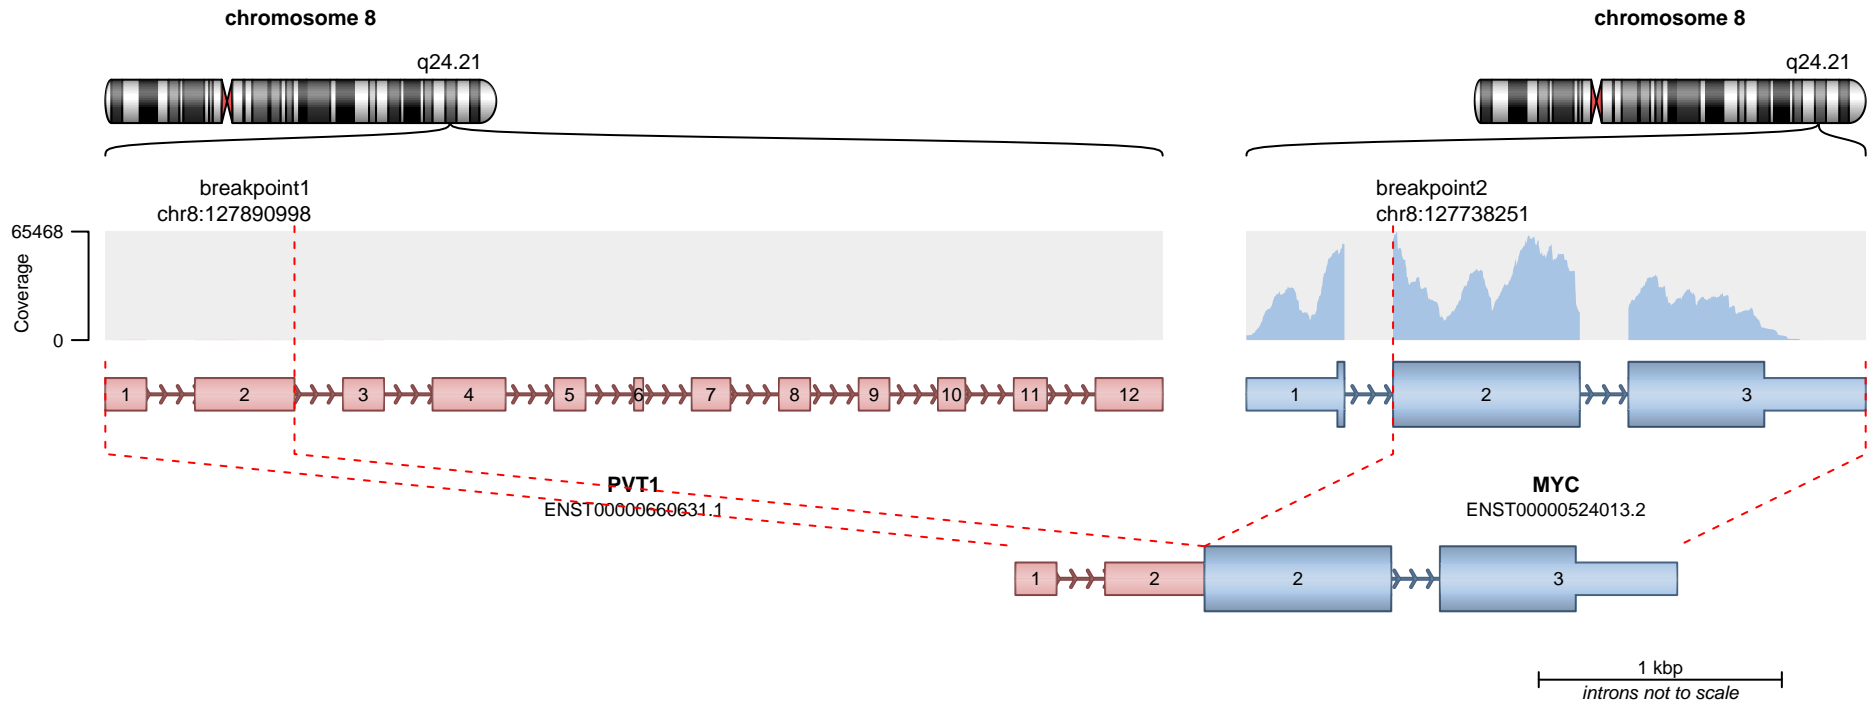 chromosome 8
chromosome 8
q24.21
q24.21
breakpoint1
chr8:127890998
breakpoint2
chr8:127738251
65468
Coverage
0
1 2 3 4 5 6 7 8 9 10 11 12
1 2 3
PVT1
ENST00000660631.1
MYC
ENST00000524013.2
1 2 2 3
1 kbp
introns not to scale